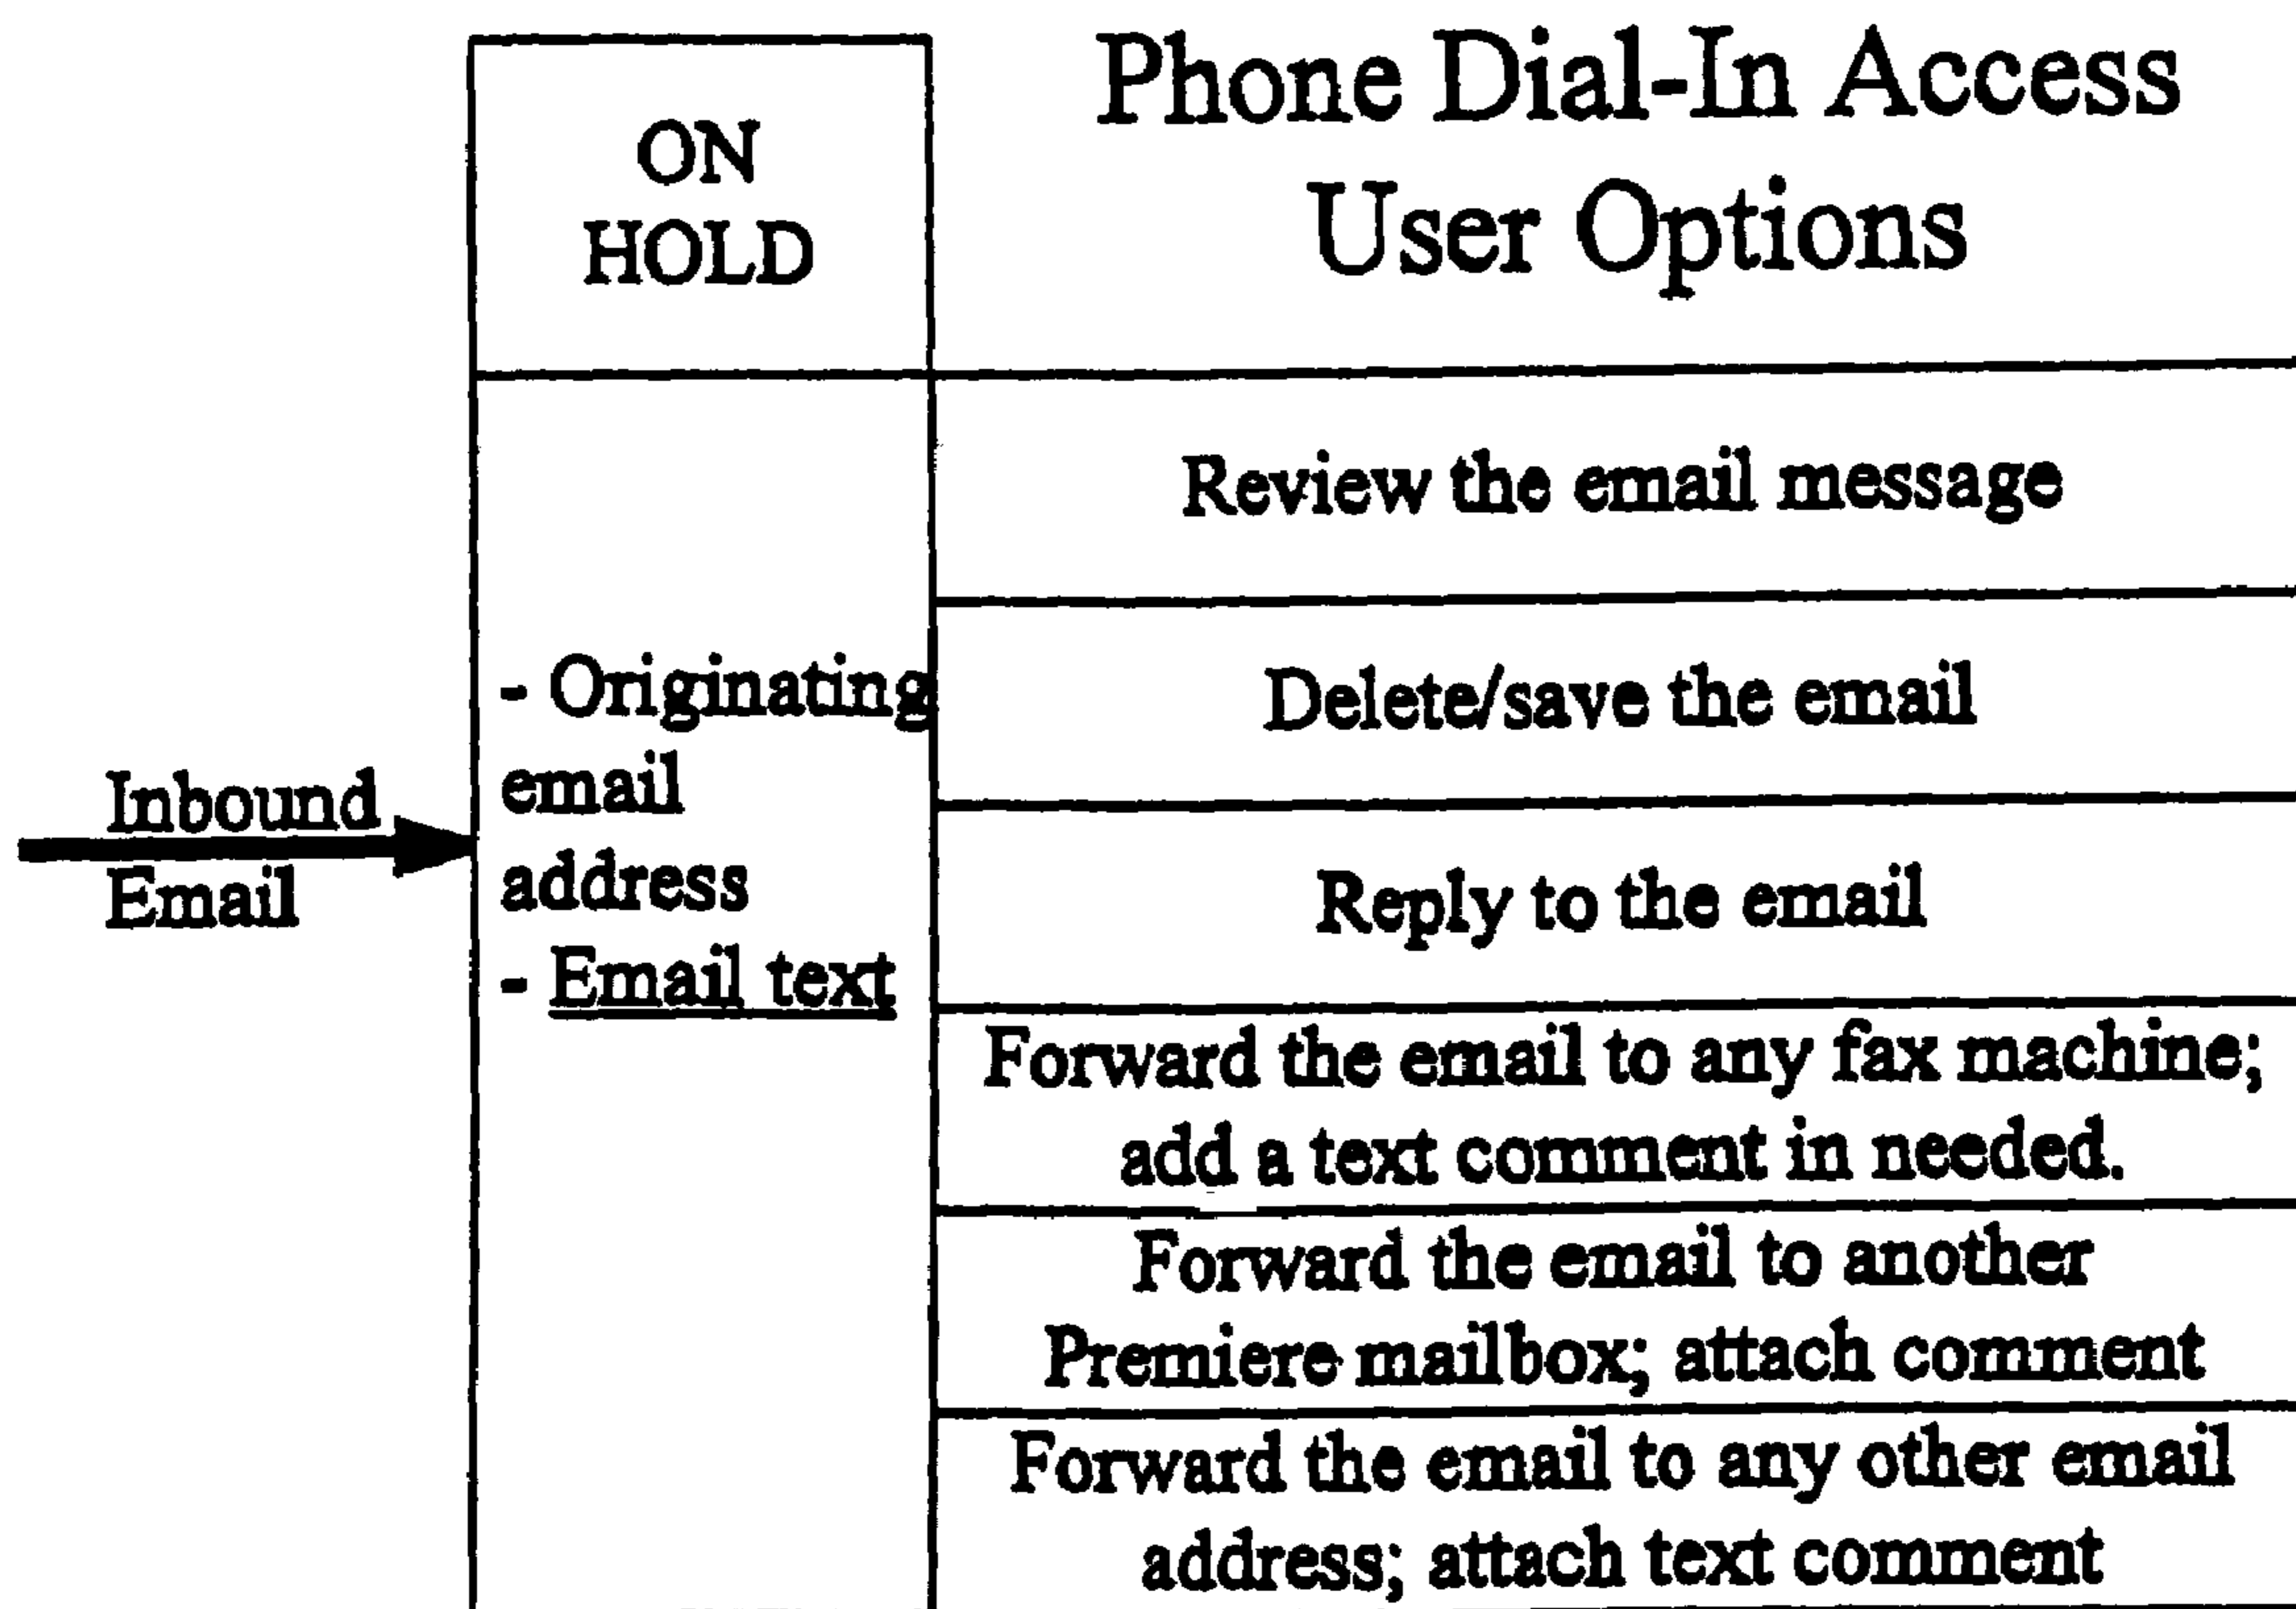 ON
HOLD
Phone Dial-In Access
User Options
Inbound
Email
- Originating
email
address
- Email text
Review the email message
Delete/save the email
Reply to the email
Forward the email to any fax machine;
add a text comment in needed.
Forward the email to another
Premiere mailbox; attach comment
Forward the email to any other email
address; attach text comment